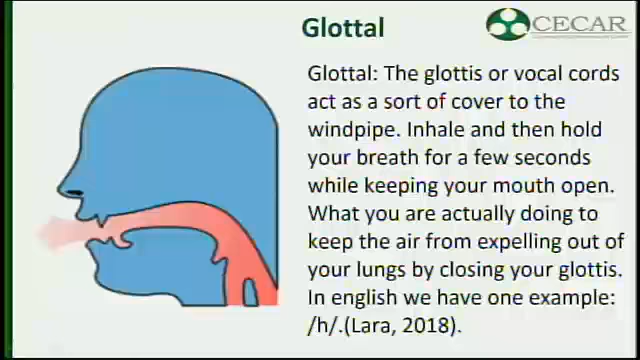 Glottal
CECAR
Glottal: The glottis or vocal cords
act as a sort of cover to the
windpipe. Inhale and then hold
your breath for a few seconds
while keeping your mouth open.
What you are actually doing to
keep the air from expelling out of
your lungs by closing your glottis.
In english we have one example:
/h/.(Lara, 2018).